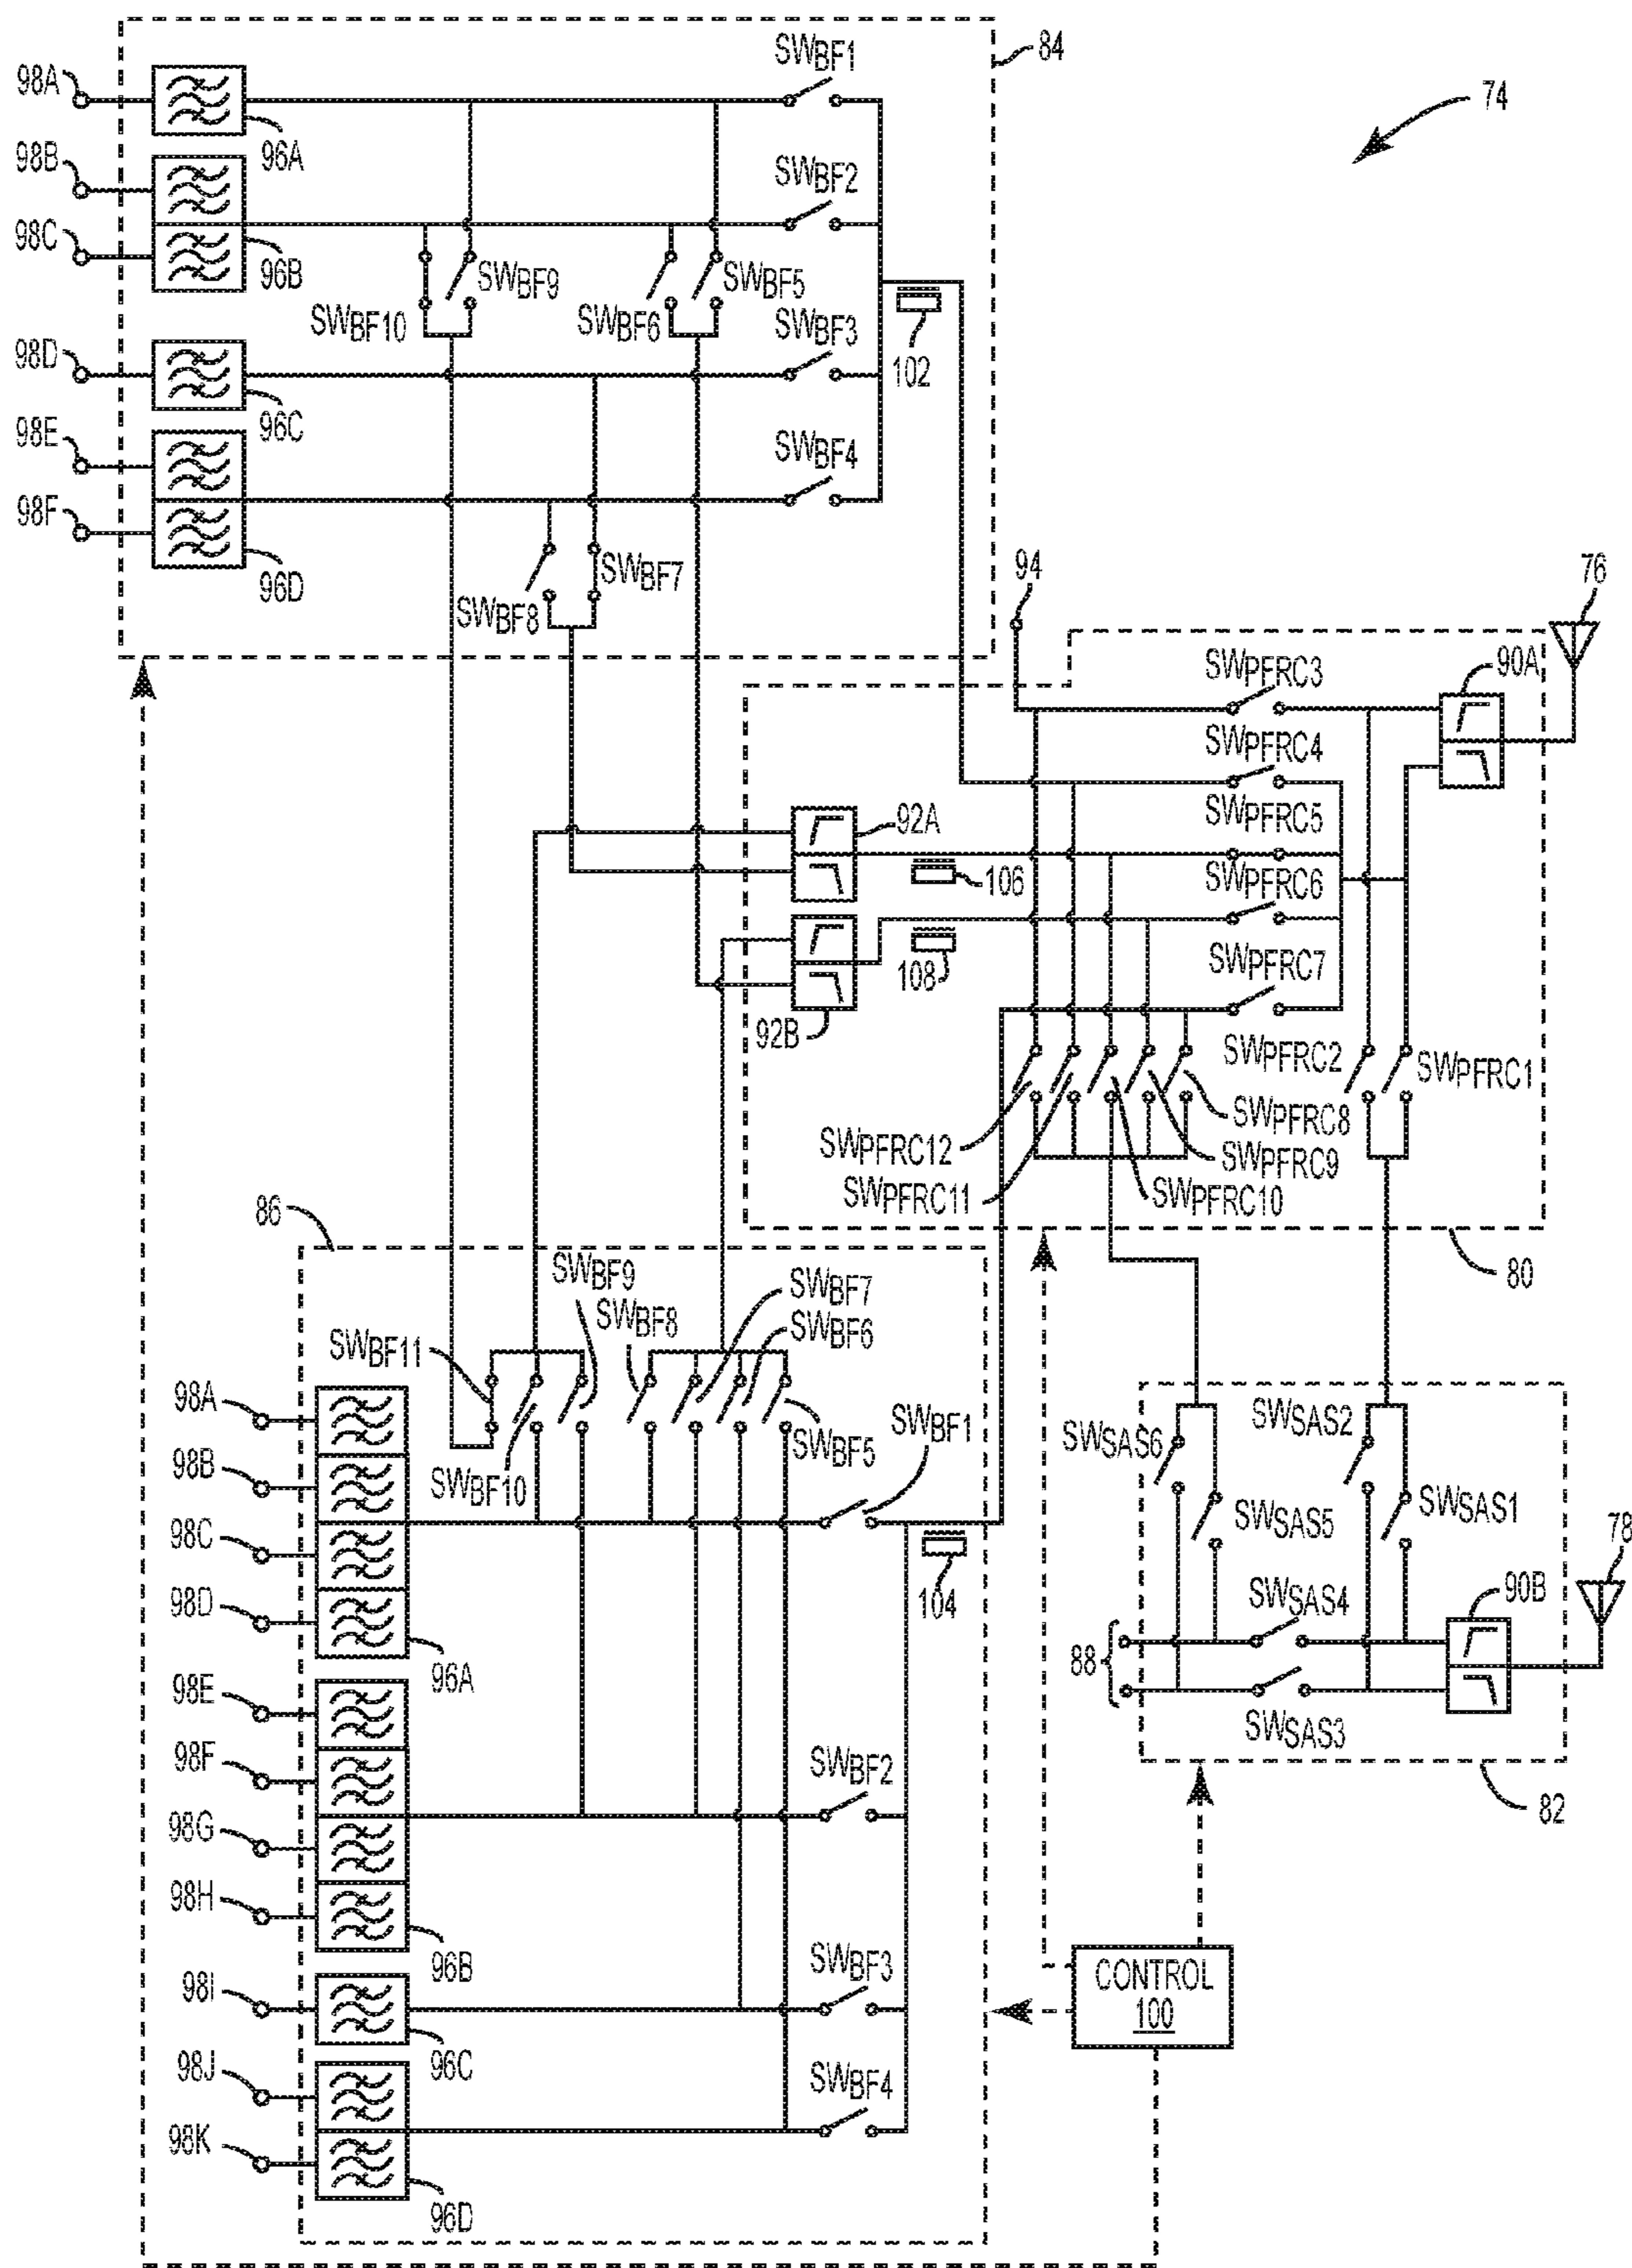 98A
98B
98C
98D
98E
98F
96A
96B
96C
96D
SWBF1
SWBF2
SWBF9
SWBF5
SWBF10
SWBF6
SWBF3
SWBF4
SWBF7
SWBF8
102
84
74
94
76
90A
SWPFRC3
SWPFRC4
SWPFRC5
SWPFRC6
SWPFRC7
92A
106
108
92B
SWPFRC2
SWPFRC1
SWPFRC8
SWPFRC12
SWPFRC9
SWPFRC11
SWPFRC10
80
86
SWBF9
SWBF8
SWBF7
SWBF6
SWBF11
SWBF10
SWBF5
SWBF1
104
98A
98B
98C
98D
96A
98E
98F
98G
98H
96B
98I
96C
98J
98K
96D
SWBF2
SWBF3
SWBF4
SWSAS6
SWSAS2
SWSAS5
SWSAS1
78
90B
SWSAS4
88
SWSAS3
82
CONTROL
100